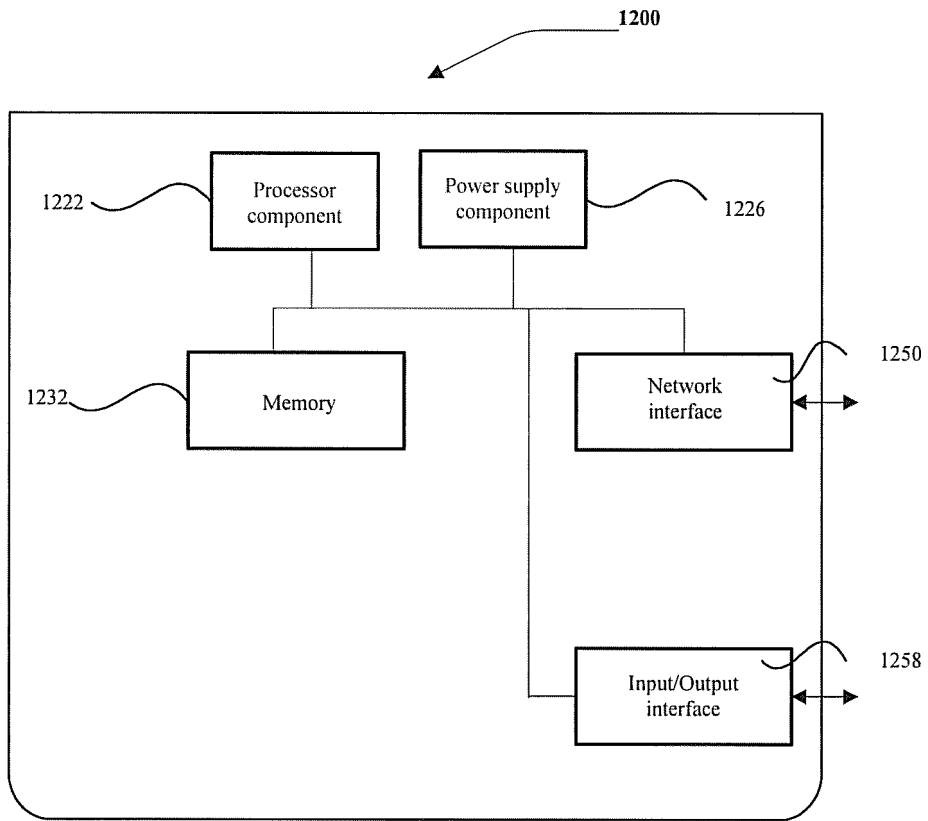 1200
1222
Processor
component
Power supply
component
1226
1232
Memory
Network
interface
1250
Input/Output
interface
1258